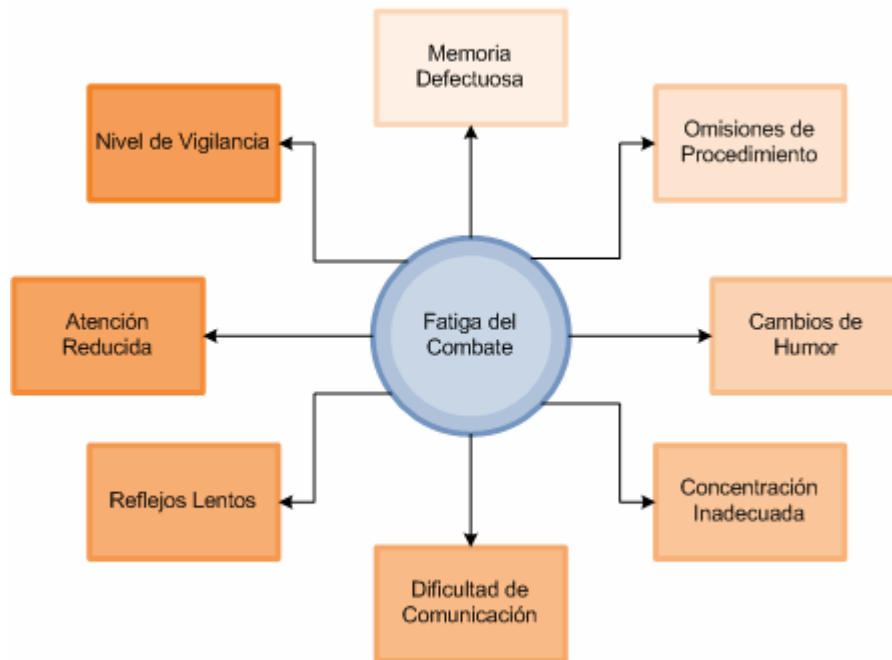 Memoria
Defectuosa
Nivel de Vigilancia
Omisiones de
Procedimiento
Atención
Reducida
Fatiga del
Combate
Cambios de
Humor
Reflejos Lentos
Concentración
Inadecuada
Dificultad de
Comunicación